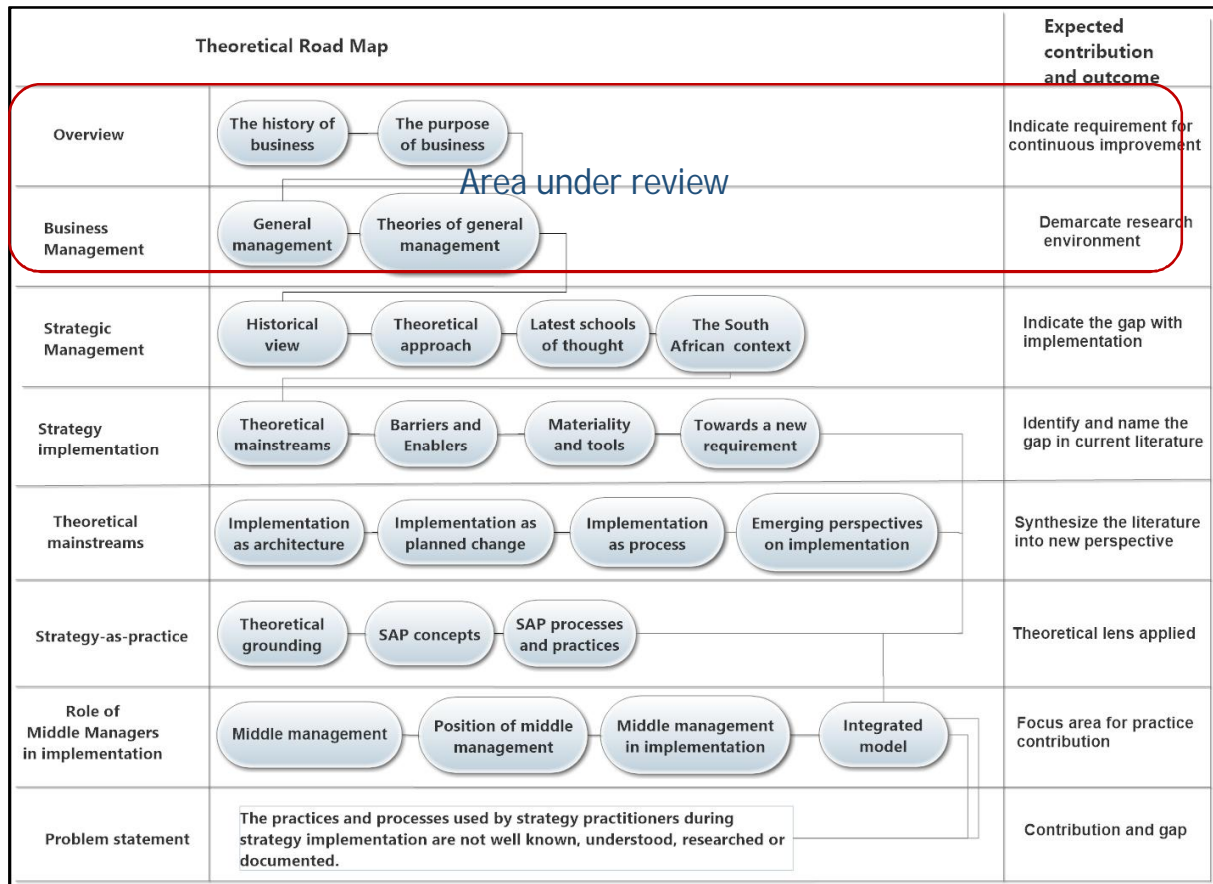 Theoretical Road Map
Expected
contribution
and outcome
Overview
The history of
business
The purpose
of business
Indicate requirement for
continuous improvement
Area under review
Business
Management
General
management
Theories of general
management
Demarcate research
environment
Strategic
Management
Historical
view
Theoretical
approach
Latest schools
of thought
The South
African context
Indicate the gap with
implementation
Strategy
implementation
Theoretical
mainstreams
Barriers and
Enablers
Materiality
and tools
Towards a new
requirement
Identify and name the
gap in current literature
Theoretical
mainstreams
Implementation
as architecture
Implementation as
planned change
Implementation
as process
Emerging perspectives
on implementation
Synthesize the literature
into new perspective
Strategy-as-practice
Theoretical
grounding
SAP concepts
SAP processes
and practices
Theoretical lens applied
Role of
Middle Managers
in implementation
Middle management
Position of middle
management
Middle management
in implementation
Integrated
model
Focus area for practice
contribution
Problem statement
The practices and processes used by strategy practitioners during
strategy implementation are not well known, understood, researched or
documented.
Contribution and gap